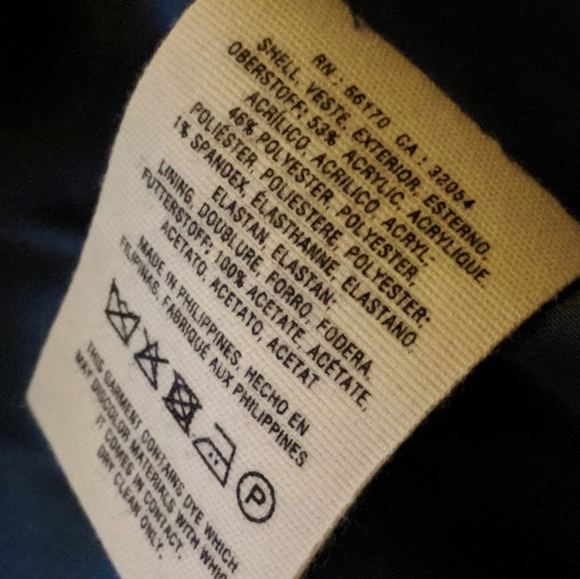 RN: 66170 CA: 32054
SHELL, VESTE, EXTERIOR, ESTERNO,
OBERSTOFF: 53% ACRYLIC, ACRYLIQUE,
ACRÍLICO, ACRILICO, ACRYL;
46% POLYESTER, POLYESTER,
POLIÉSTER, POLIESTERE, POLYESTER;
1% SPANDEX, ÉLASTHANNE, ELASTANO,
ELASTAN, ELASTAN;
LINING, DOUBLURE, FORRO, FODERA,
FUTTERSTOFF: 100% ACETATE, ACETATE,
ACETATO, ACETATO, ACETAT
MADE IN PHILIPPINES, HECHO EN
FILIPINAS, FABRIQUÉ AUX PHILIPPINES
P
THIS GARMENT CONTAINS DYE WHICH
MAY DISCOLOR MATERIALS WITH WHIC
IT COMES IN CONTACT.
DRY CLEAN ONLY.